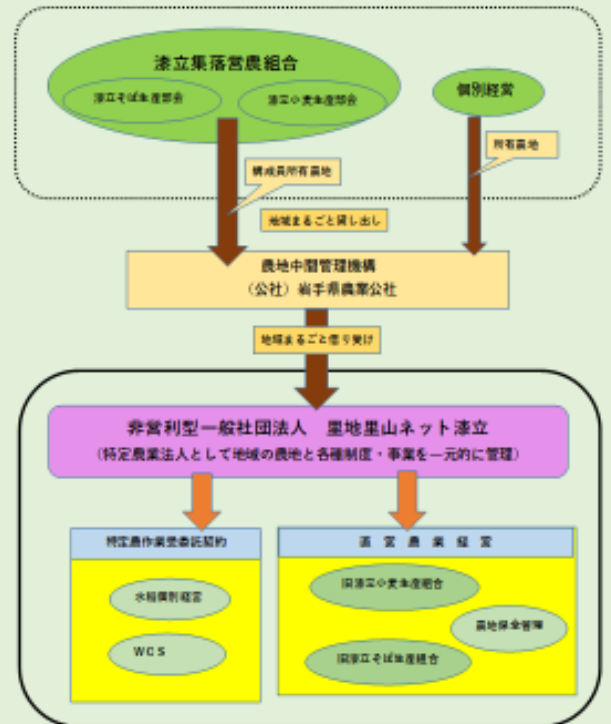 漆立集落営農組合
漆立そば生産部会
漆立小麦生産部会
個別経営
所有農地
構成員所有農地
地域まるごと貸し出し
農地中間管理機構
（公社）岩手県農業公社
地域まるごと借り受け
非営利型一般社団法人　里地里山ネット漆立
（特定農業法人として地域の農地と各種制度・事業を一元的に管理）
特定農作業受委託契約
直営農業経営
水稲個別経営
WCS
旧漆立小麦生産組合
農地保全管理
旧漆立そば生産組合